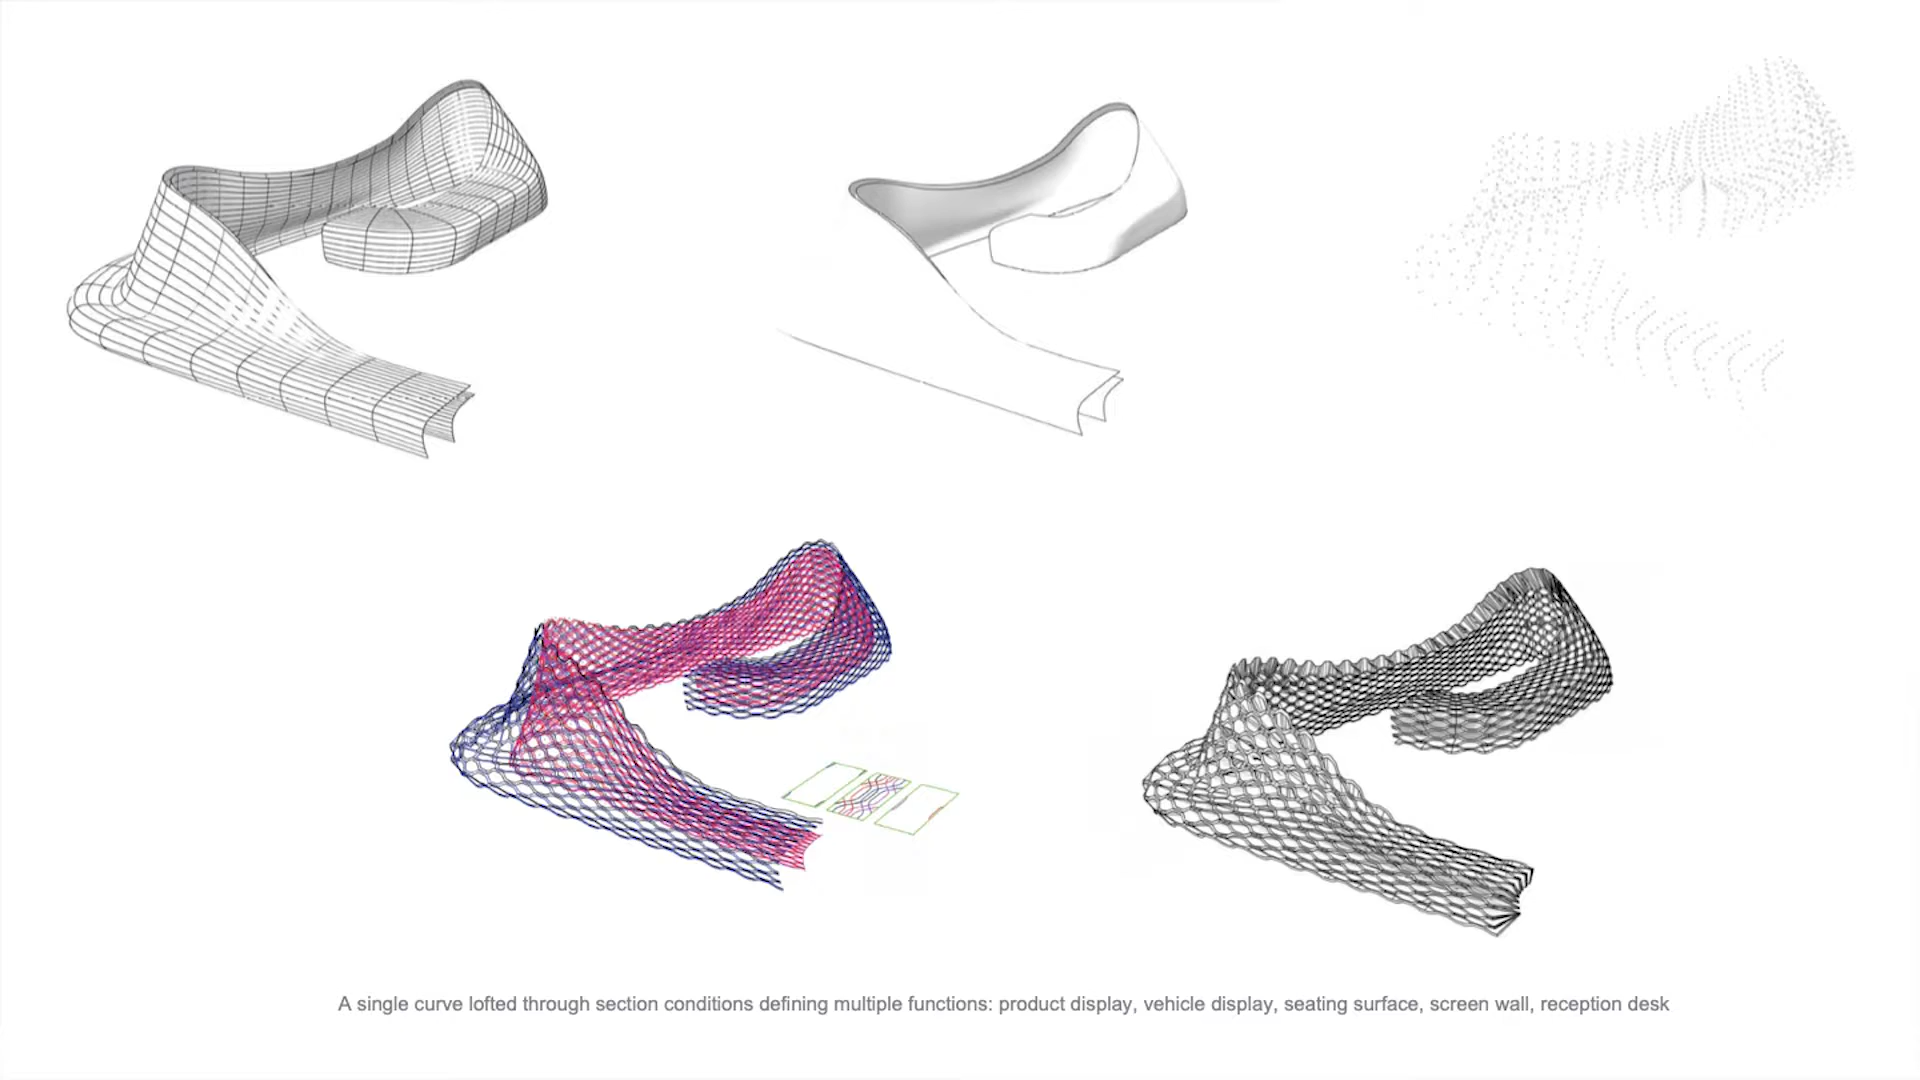 A single curve lofted through section conditions defining multiple functions: product display, vehicle display, seating surface, screen wall, reception desk